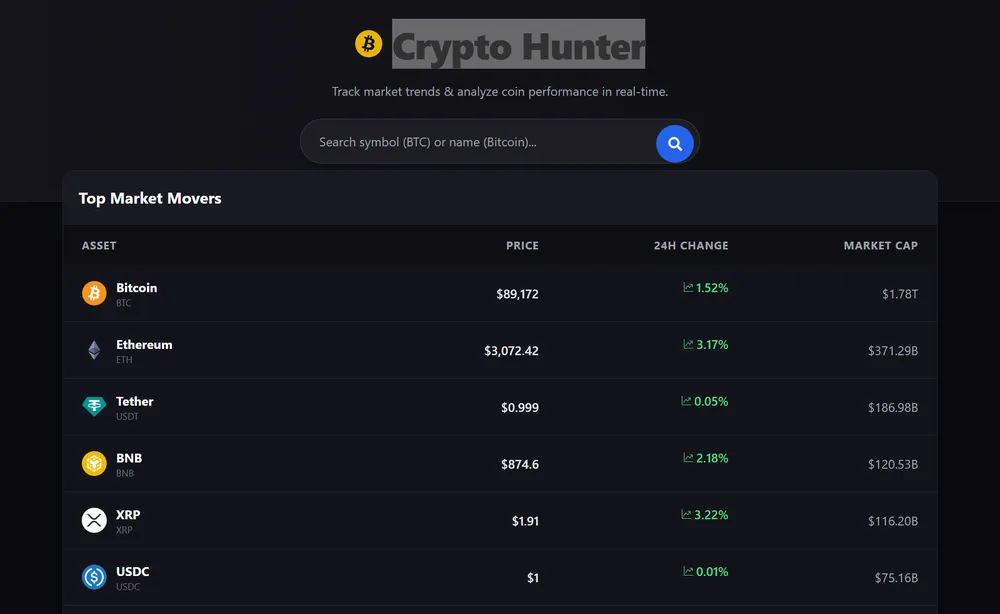 Crypto Hunter
Track market trends & analyze coin performance in real-time.
Search symbol (BTC) or name (Bitcoin)...
Top Market Movers
ASSET PRICE 24H CHANGE MARKET CAP
Bitcoin
BTC
$89,172 1.52% $1.78T
Ethereum
ETH
$3,072.42 3.17% $371.29B
Tether
USDT
$0.999 0.05% $186.98B
BNB
BNB
$874.6 2.18% $120.53B
XRP
XRP
$1.91 3.22% $116.20B
USDC
USDC
$1 0.01% $75.16B